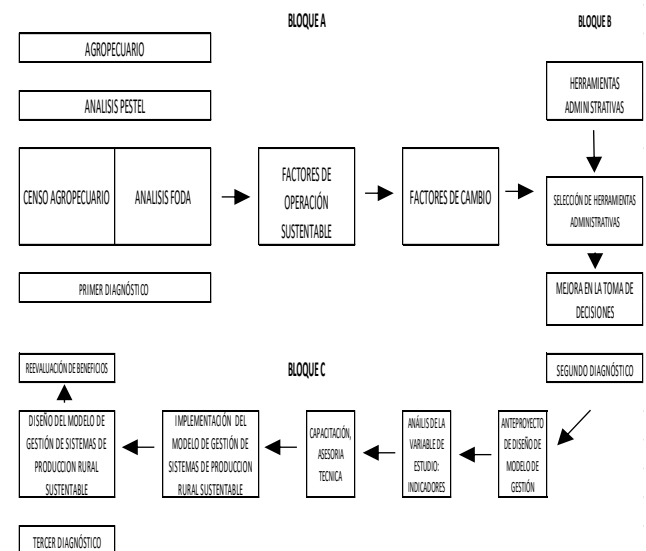 BLOQUE A
BLOQUE B
AGROPECUARIO
ANALISIS PESTEL
HERRAMIENTAS
ADMINISTRATIVAS
CENSO AGROPECUARIO
ANALISIS FODA
FACTORES DE
OPERACIÓN
SUSTENTABLE
FACTORES DE CAMBIO
SELECCIÓN DE HERRAMIENTAS
ADMINISTRATIVAS
PRIMER DIAGNÓSTICO
MEJORA EN LA TOMA DE
DECISIONES
SEGUNDO DIAGNÓSTICO
BLOQUE C
REEVALUACIÓN DE BENEFICIOS
DISEÑO DEL MODELO DE
GESTIÓN DE SISTEMAS DE
PRODUCCION RURAL
SUSTENTABLE
IMPLEMENTACIÓN DEL
MODELO DE GESTIÓN DE
SISTEMAS DE PRODUCCION
RURAL SUSTENTABLE
CAPACITACIÓN,
ASESORIA
TECNICA
ANÁLIS DE LA
VARIABLE DE
ESTUDIO:
INDICADORES
ANTEPROYECTO
DE DISEÑO DE
MODELO DE
GESTIÓN
TERCER DIAGNÓSTICO